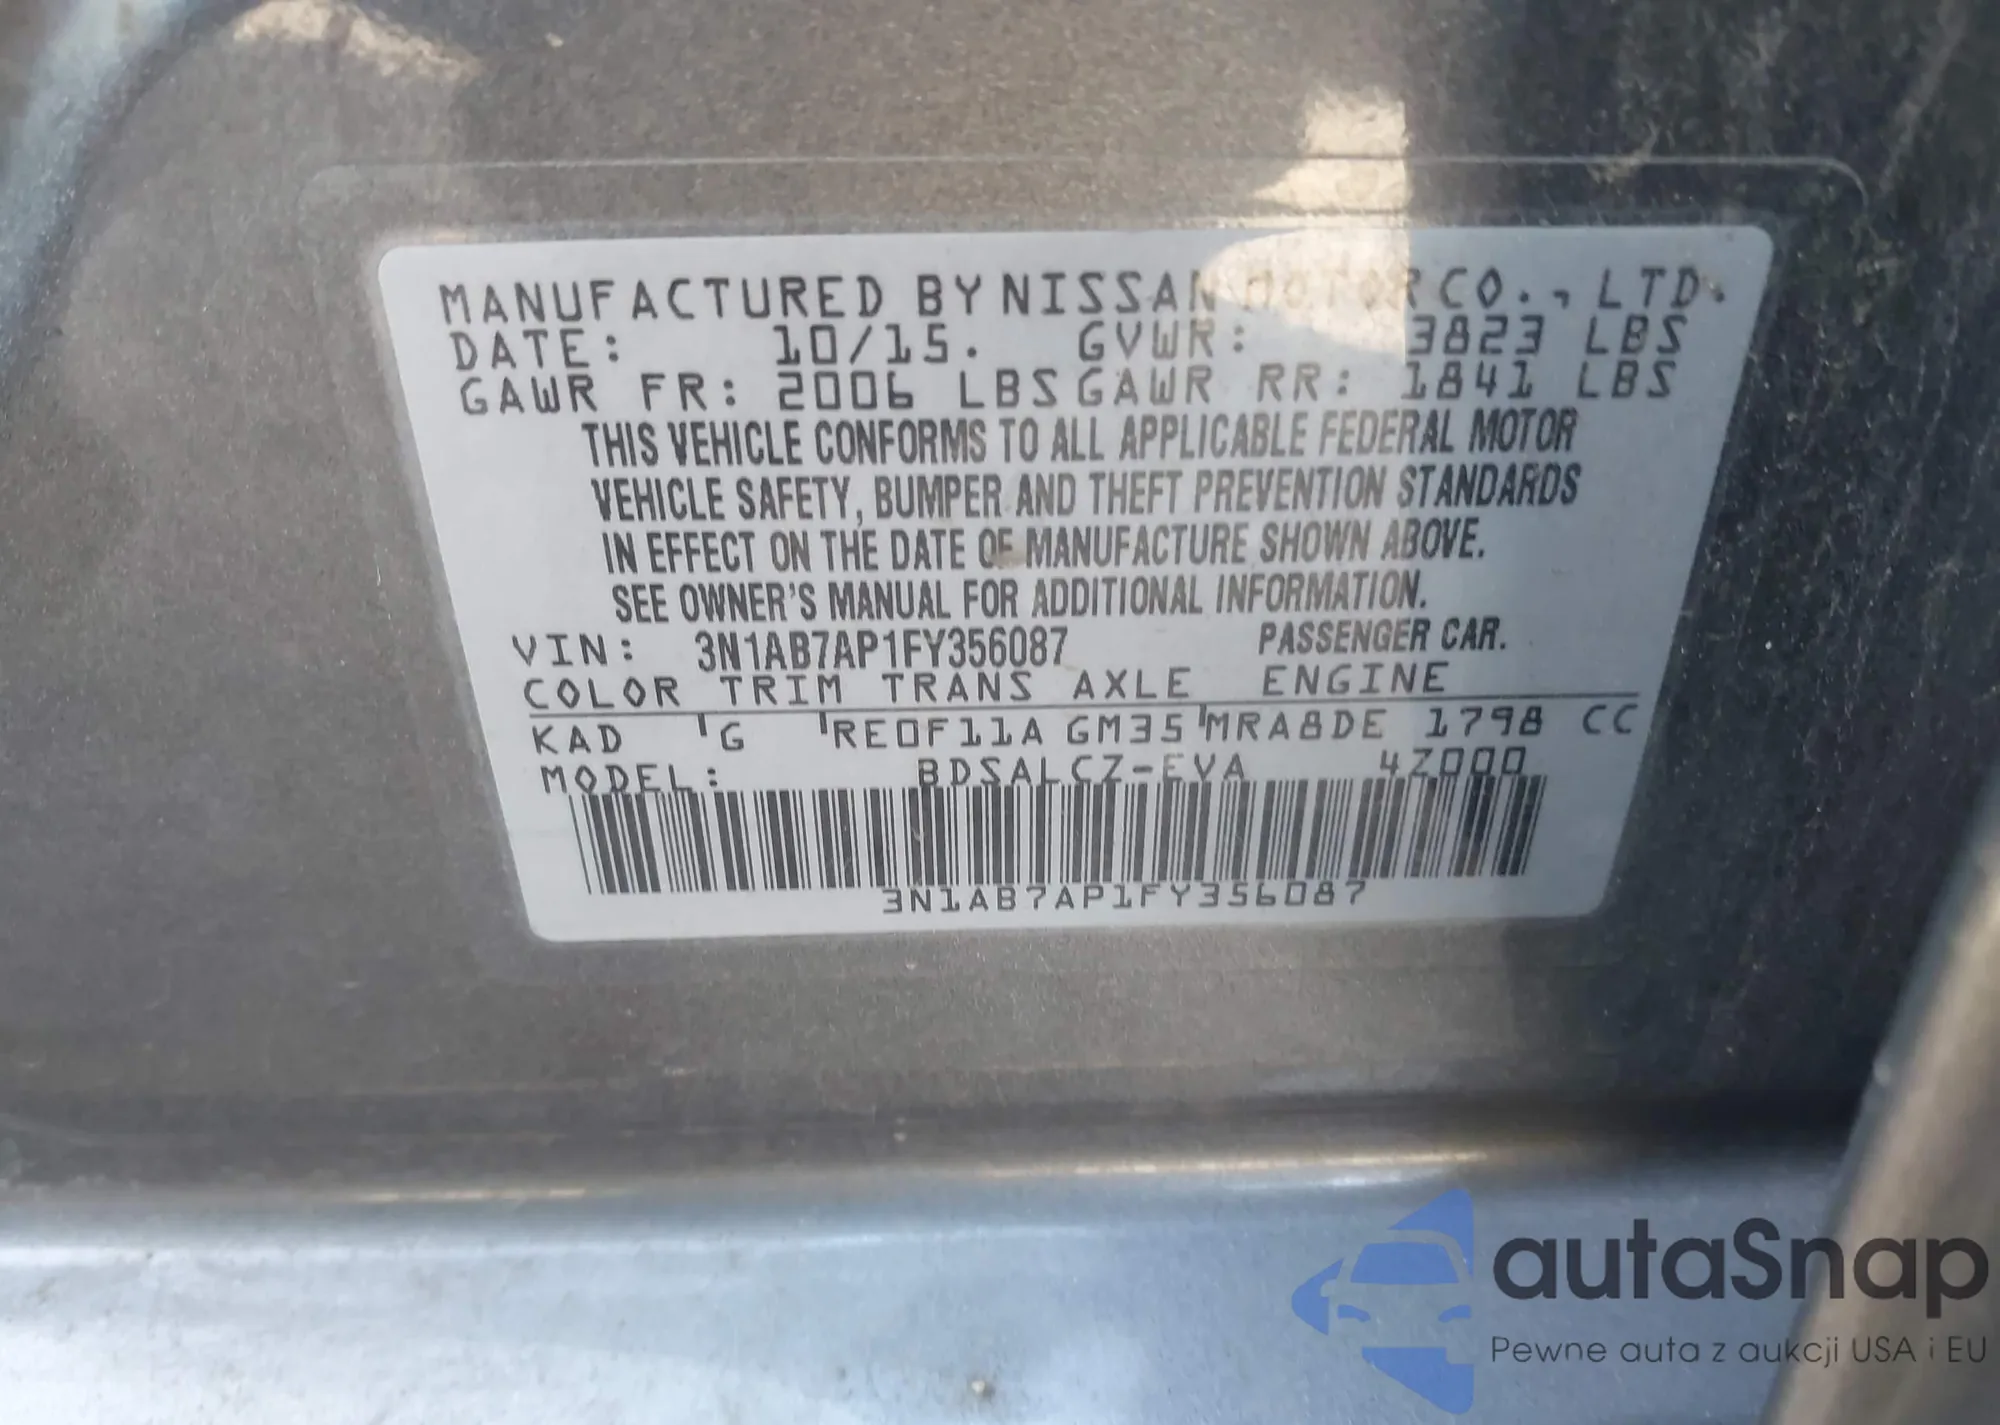 MANUFACTURED BY NISSAN MOTOR CO., LTD.
DATE: 10/15. GVWR: 3823 LBS
GAWR FR: 2006 LBS GAWR RR: 1841 LBS
THIS VEHICLE CONFORMS TO ALL APPLICABLE FEDERAL MOTOR
VEHICLE SAFETY, BUMPER AND THEFT PREVENTION STANDARDS
IN EFFECT ON THE DATE OF MANUFACTURE SHOWN ABOVE.
SEE OWNER'S MANUAL FOR ADDITIONAL INFORMATION.
VIN: 3N1AB7AP1FY356087 PASSENGER CAR.
COLOR TRIM TRANS AXLE ENGINE
KAD 'G 'RE0F11A GM35 'MRA8DE 1798 CC
MODEL: BDSALCZ-EVA 4Z000
3N1AB7AP1FY356087
autaSnap
Pewne auta z aukcji USA i EU